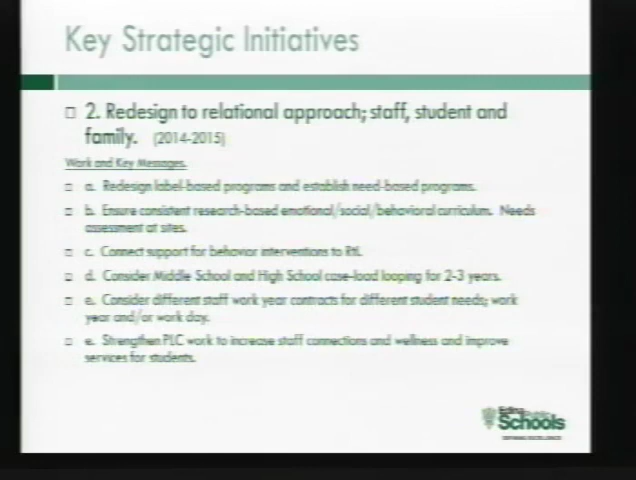 Key Strategic Initiatives
2. Redesign to relational approach; staff, student and
family. (2014-2015)
Work and Key Messages.
a. Redesign label-based programs and establish need-based programs.
b. Ensure consistent research-based emotional/social/behavioral curriculum. Needs
assessment at sites.
c. Connect support for behavior interventions to RtI.
d. Consider Middle School and High School case-load looping for 2-3 years.
e. Consider different staff work year contracts for different student needs; work
year and/or work day.
e. Strengthen PLC work to increase staff connections and wellness and improve
services for students.
Public
Schools